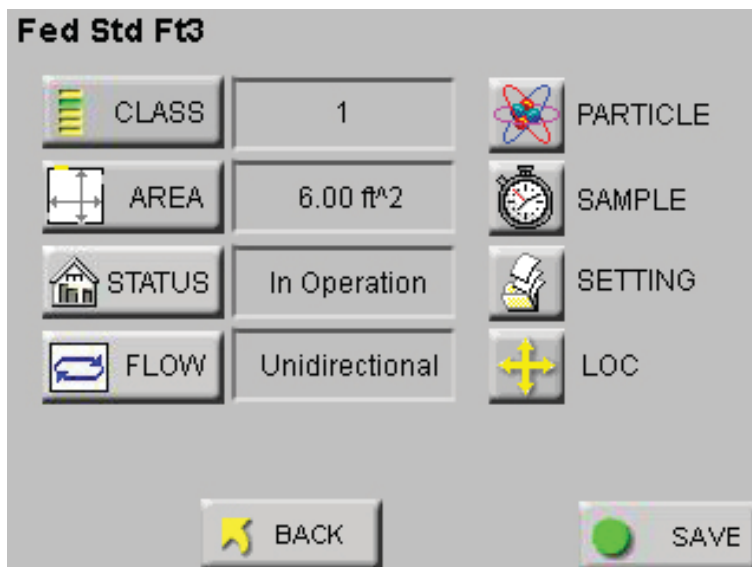 Fed Std Ft3
CLASS 1 PARTICLE
AREA 6.00 ft^2 SAMPLE
STATUS In Operation SETTING
FLOW Unidirectional LOC
BACK SAVE